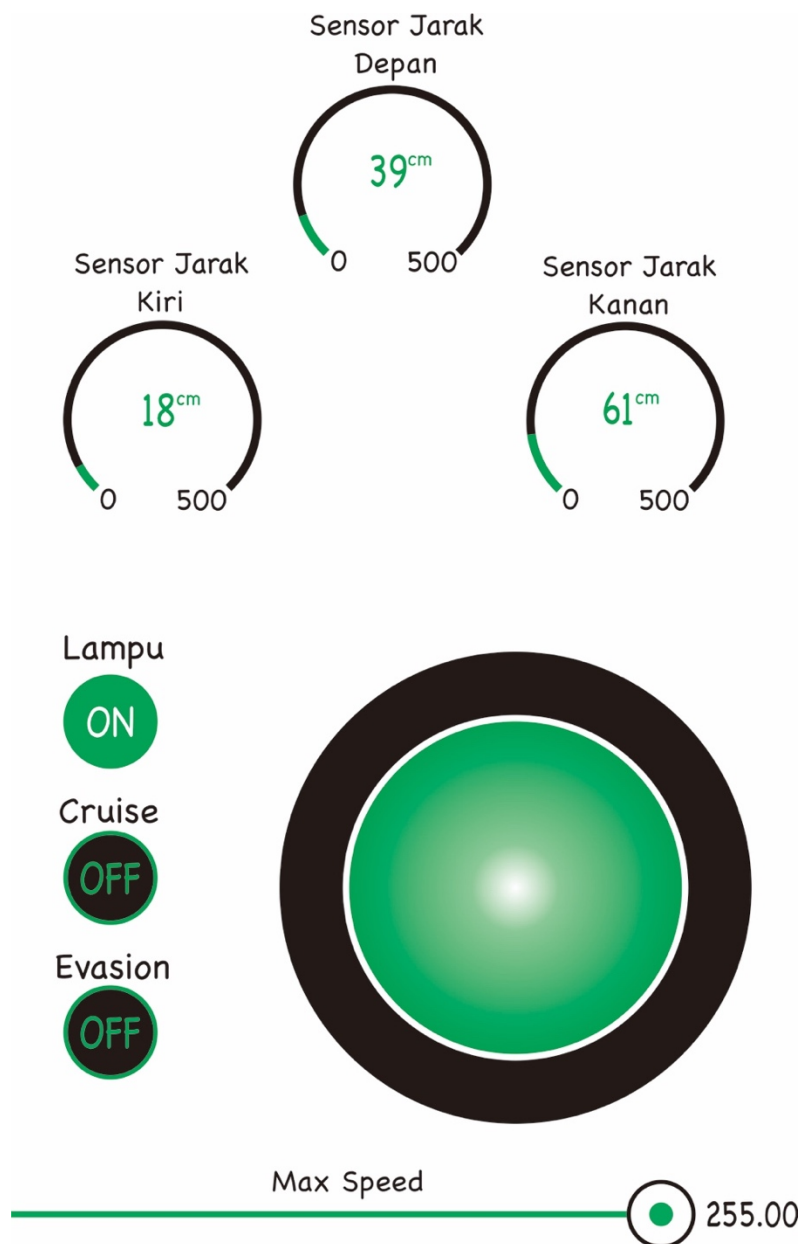 Sensor Jarak
Depan
39cm
0 500
Sensor Jarak
Kiri
18cm
0 500
Sensor Jarak
Kanan
61cm
0 500
Lampu
ON
Cruise
OFF
Evasion
OFF
Max Speed
255.00